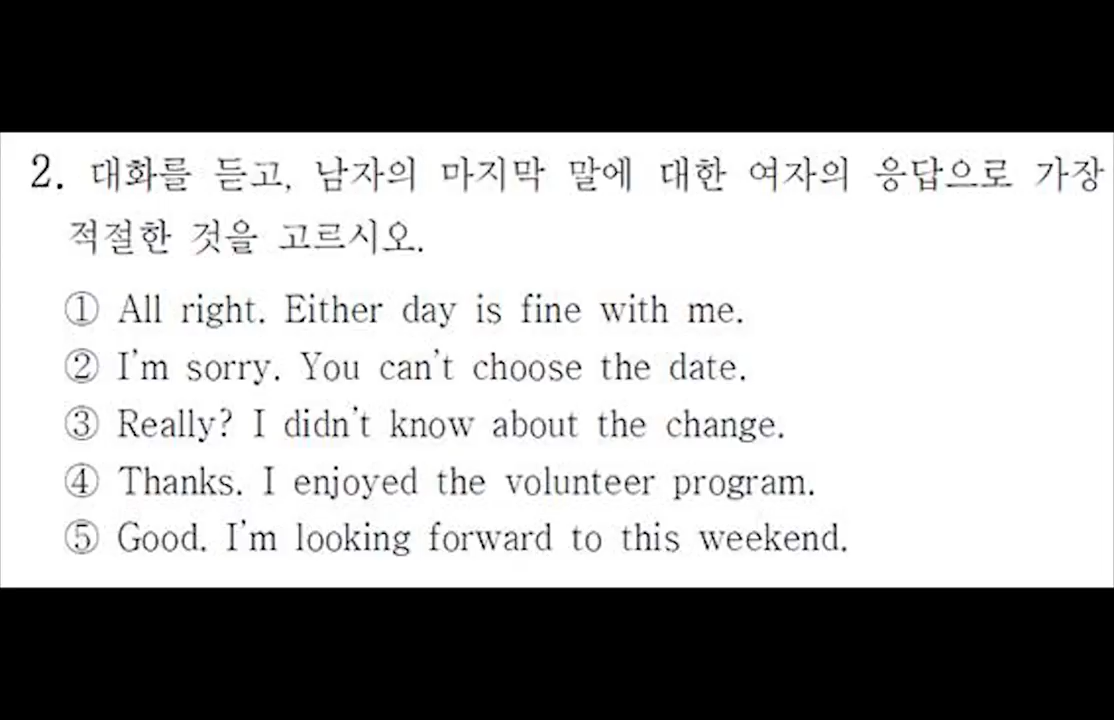 2. 대화를 듣고, 남자의 마지막 말에 대한 여자의 응답으로 가장
적절한 것을 고르시오.
① All right. Either day is fine with me.
② I'm sorry. You can't choose the date.
③ Really? I didn't know about the change.
④ Thanks. I enjoyed the volunteer program.
⑤ Good. I'm looking forward to this weekend.